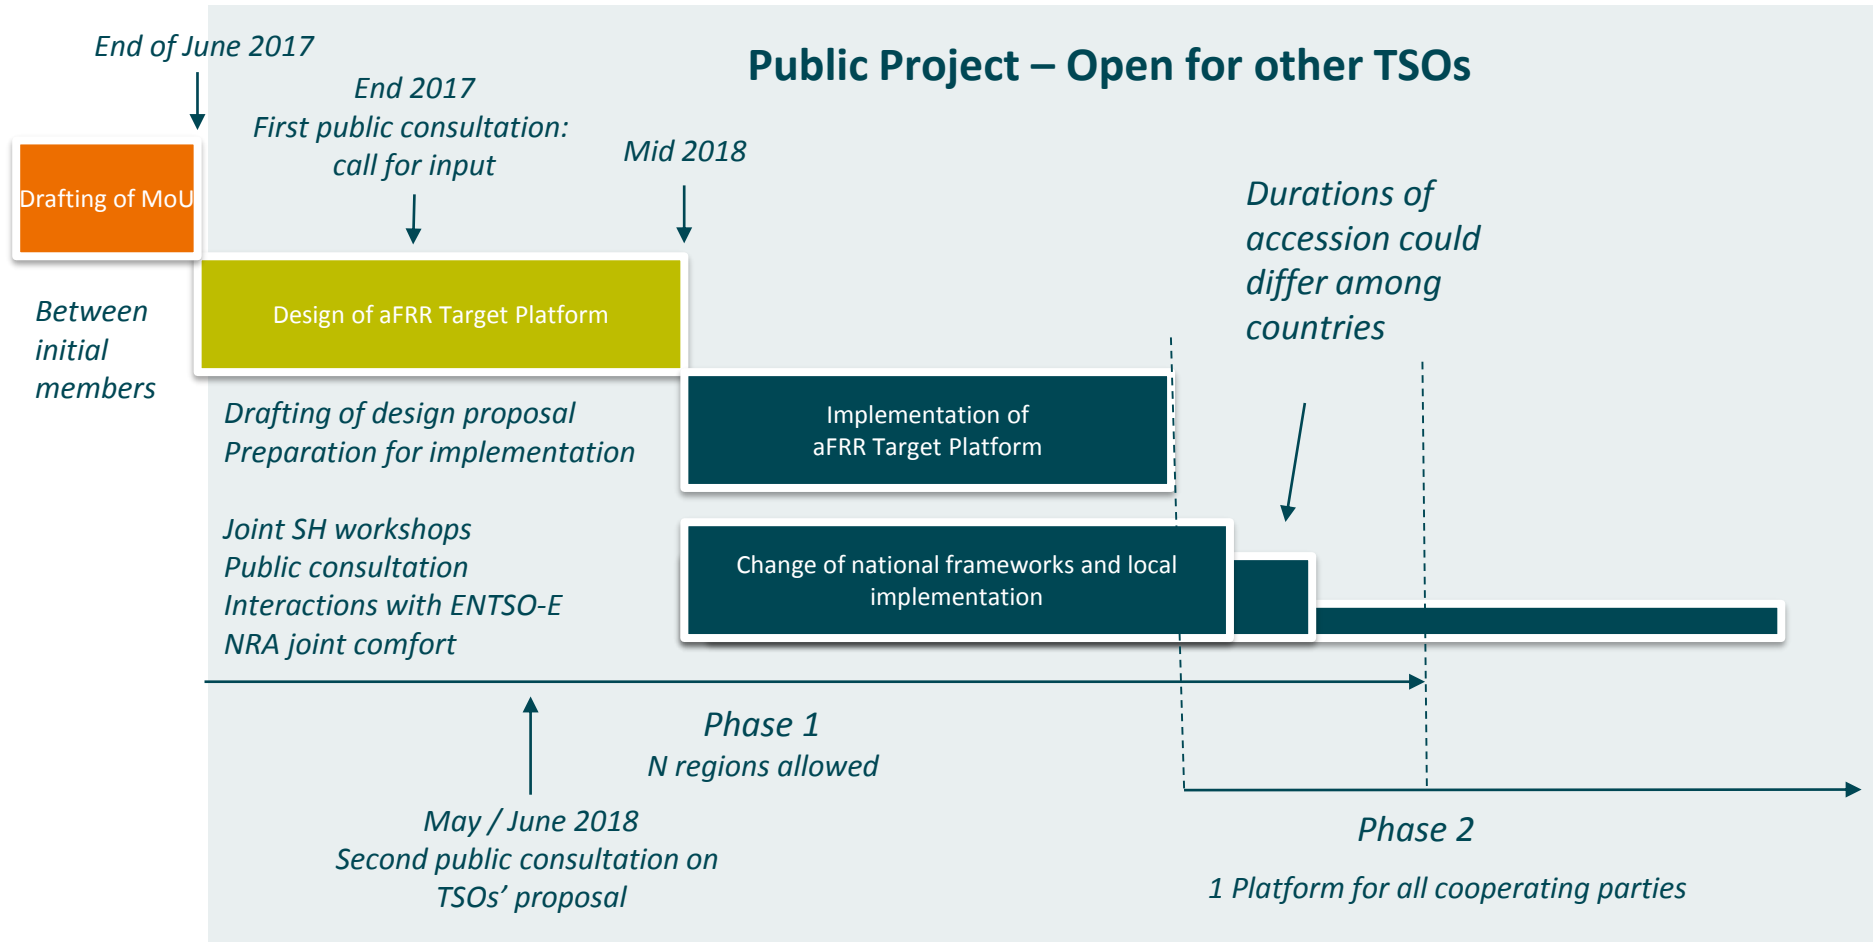 End of June 2017
Public Project – Open for other TSOs
End 2017
First public consultation:
call for input
Mid 2018
Drafting of MoU
Durations of
accession could
differ among
countries
Between
initial
members
Design of aFRR Target Platform
Drafting of design proposal
Preparation for implementation
Implementation of
aFRR Target Platform
Joint SH workshops
Public consultation
Interactions with ENTSO-E
NRA joint comfort
Change of national frameworks and local
implementation
Phase 1
N regions allowed
May / June 2018
Second public consultation on
TSOs’ proposal
Phase 2
1 Platform for all cooperating parties